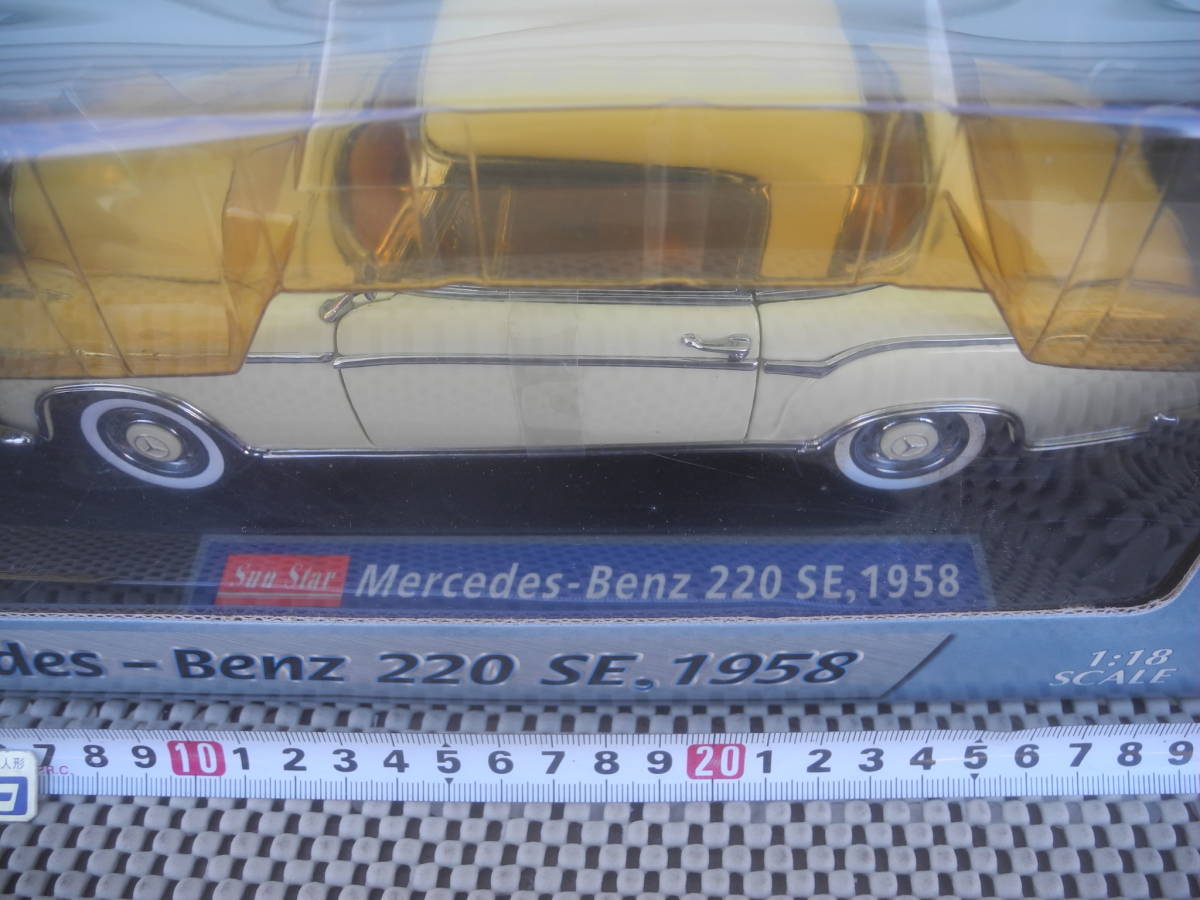 Sun Star Mercedes-Benz 220 SE,1958
des – Benz 220 SE, 1958
1:18
SCALE
7 8 9 10 1 2 3 4 5 6 7 8 9 20 1 2 3 4 5 6 7 8 9
人形
R.C.